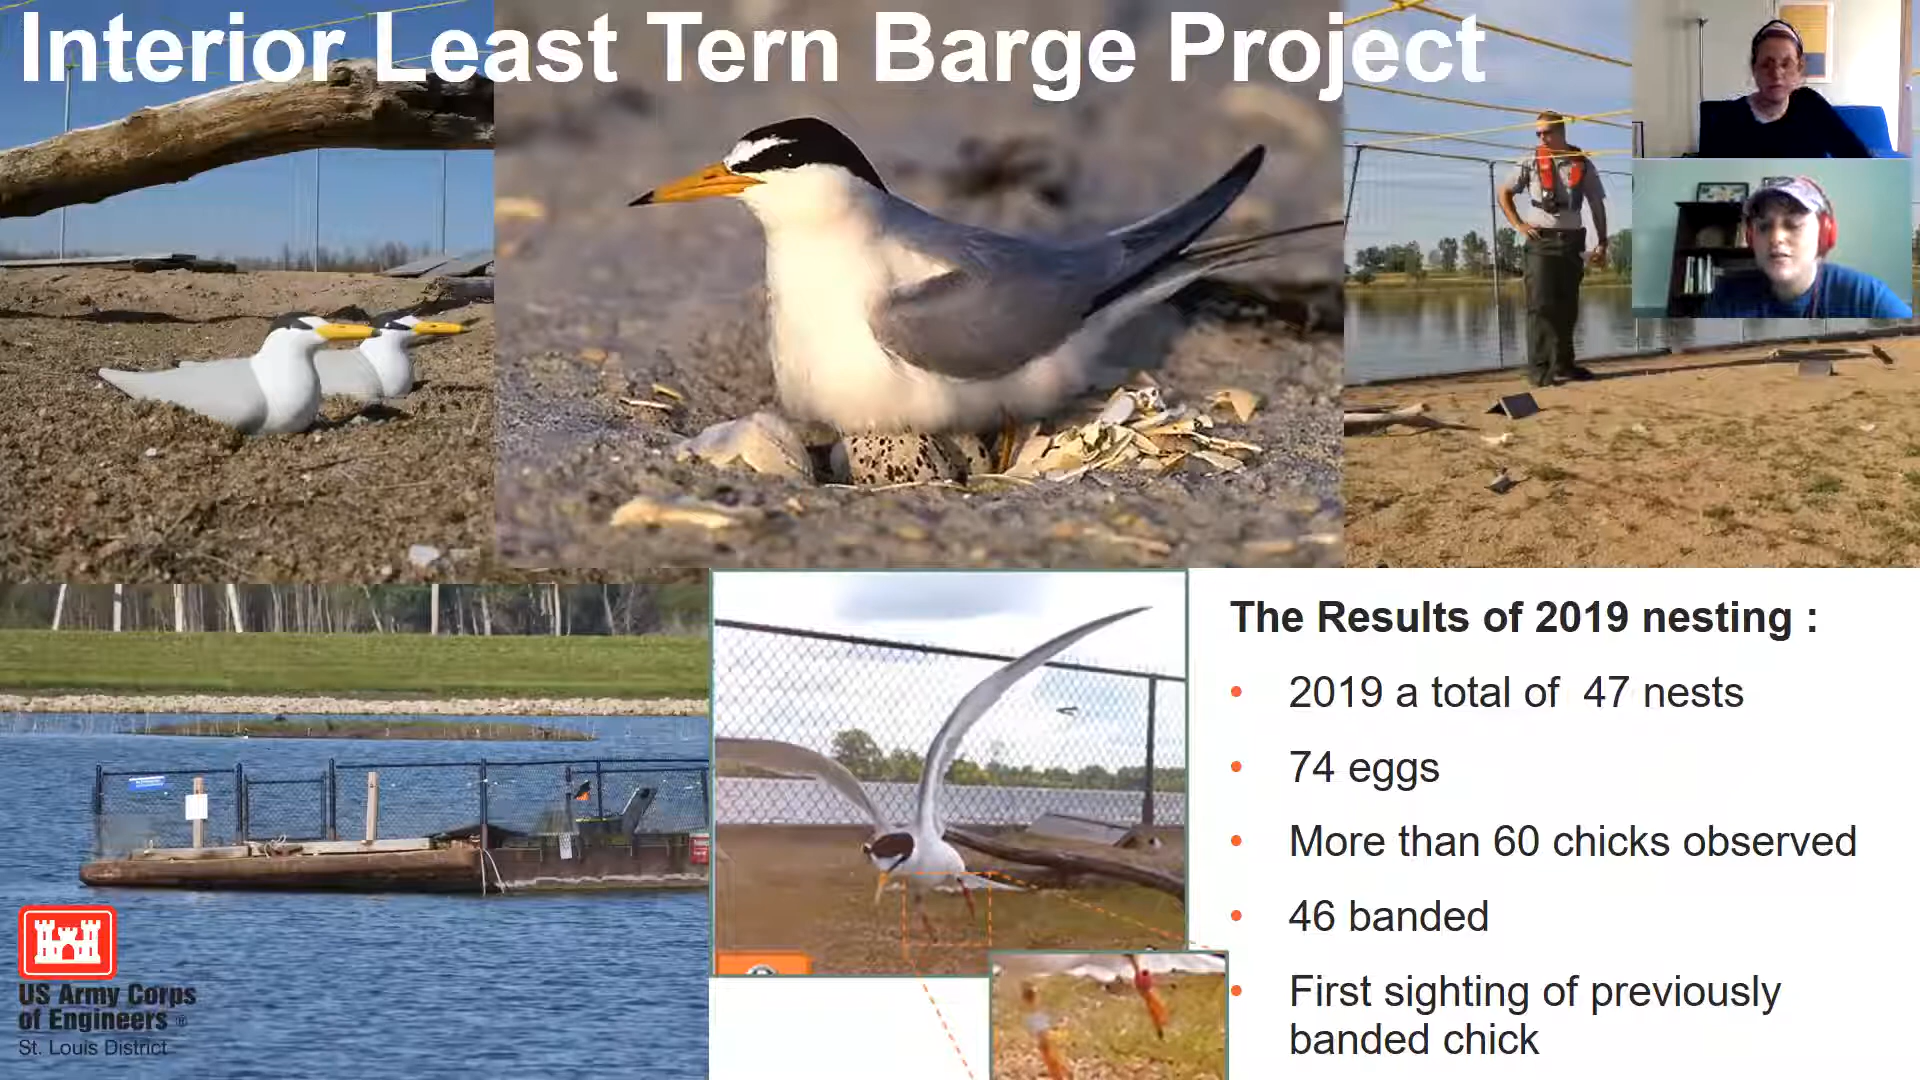 Interior Least Tern Barge Project
The Results of 2019 nesting :
• 2019 a total of 47 nests
• 74 eggs
• More than 60 chicks observed
• 46 banded
• First sighting of previously
banded chick
US Army Corps
of Engineers ®
St. Louis District